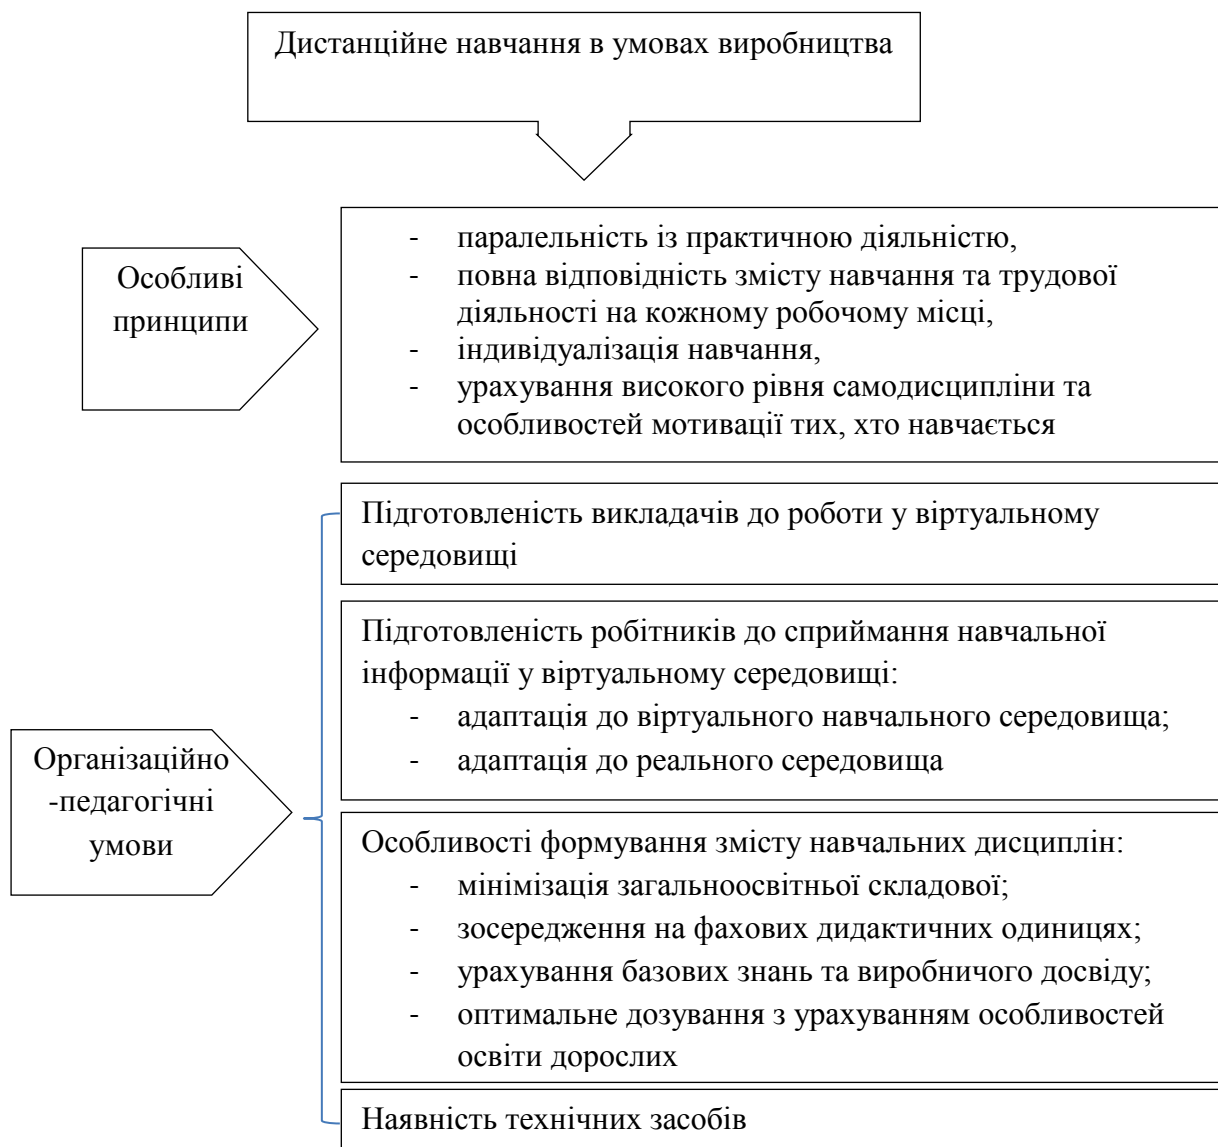 Дистанційне навчання в умовах виробництва
Особливі
принципи
- паралельність із практичною діяльністю,
- повна відповідність змісту навчання та трудової
діяльності на кожному робочому місці,
- індивідуалізація навчання,
- урахування високого рівня самодисципліни та
особливостей мотивації тих, хто навчається
Організаційно
-педагогічні
умови
Підготовленість викладачів до роботи у віртуальному
середовищі
Підготовленість робітників до сприймання навчальної
інформації у віртуальному середовищі:
- адаптація до віртуального навчального середовища;
- адаптація до реального середовища
Особливості формування змісту навчальних дисциплін:
- мінімізація загальноосвітньої складової;
- зосередження на фахових дидактичних одиницях;
- урахування базових знань та виробничого досвіду;
- оптимальне дозування з урахуванням особливостей
освіти дорослих
Наявність технічних засобів